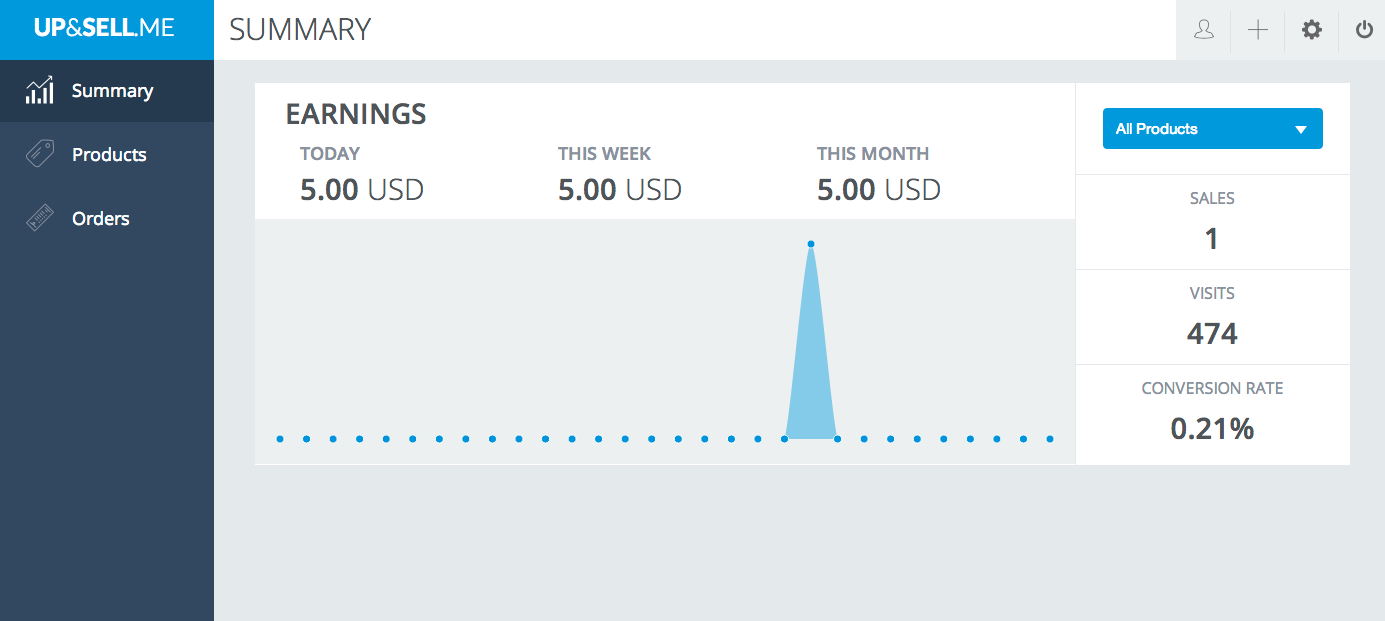 UP&SELL.ME
SUMMARY
Summary
Products
Orders
EARNINGS
TODAY
5.00 USD
THIS WEEK
5.00 USD
THIS MONTH
5.00 USD
All Products
SALES
1
VISITS
474
CONVERSION RATE
0.21%